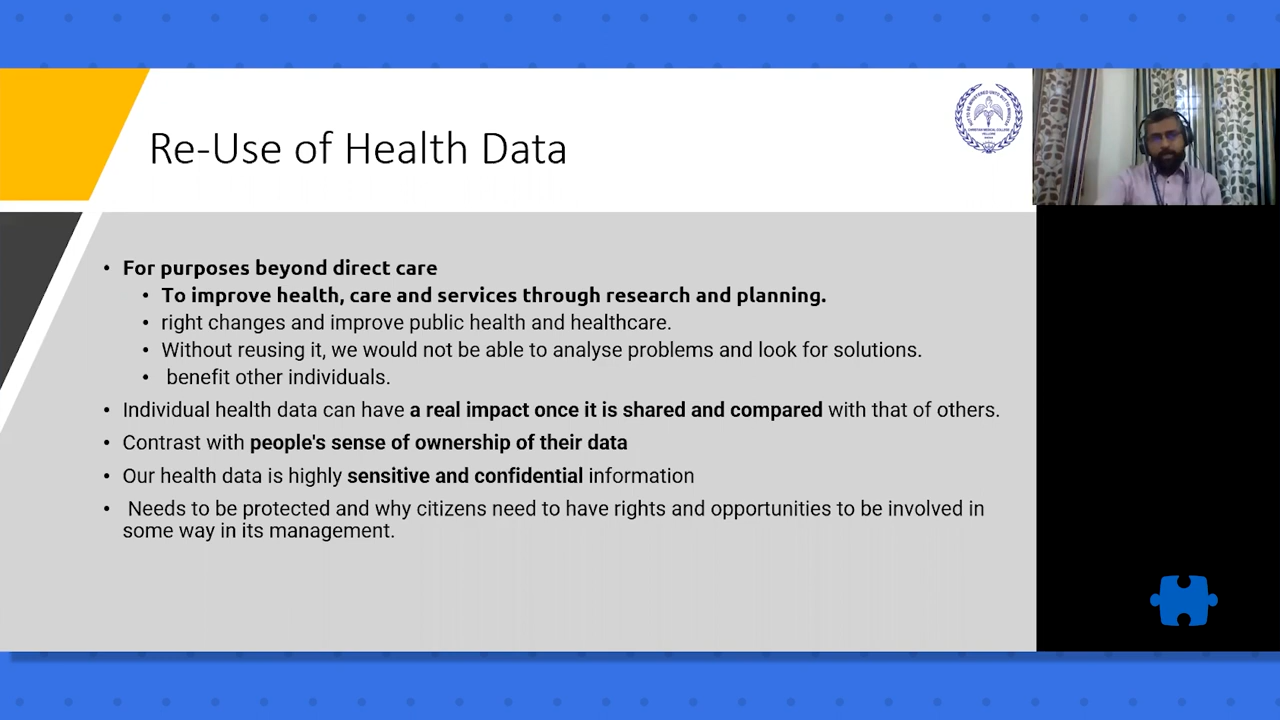 Re-Use of Health Data
CHRISTIAN MEDICAL COLLEGE
• For purposes beyond direct care
• To improve health, care and services through research and planning.
• right changes and improve public health and healthcare.
• Without reusing it, we would not be able to analyse problems and look for solutions.
• benefit other individuals.
• Individual health data can have a real impact once it is shared and compared with that of others.
• Contrast with people's sense of ownership of their data
• Our health data is highly sensitive and confidential information
• Needs to be protected and why citizens need to have rights and opportunities to be involved in
some way in its management.